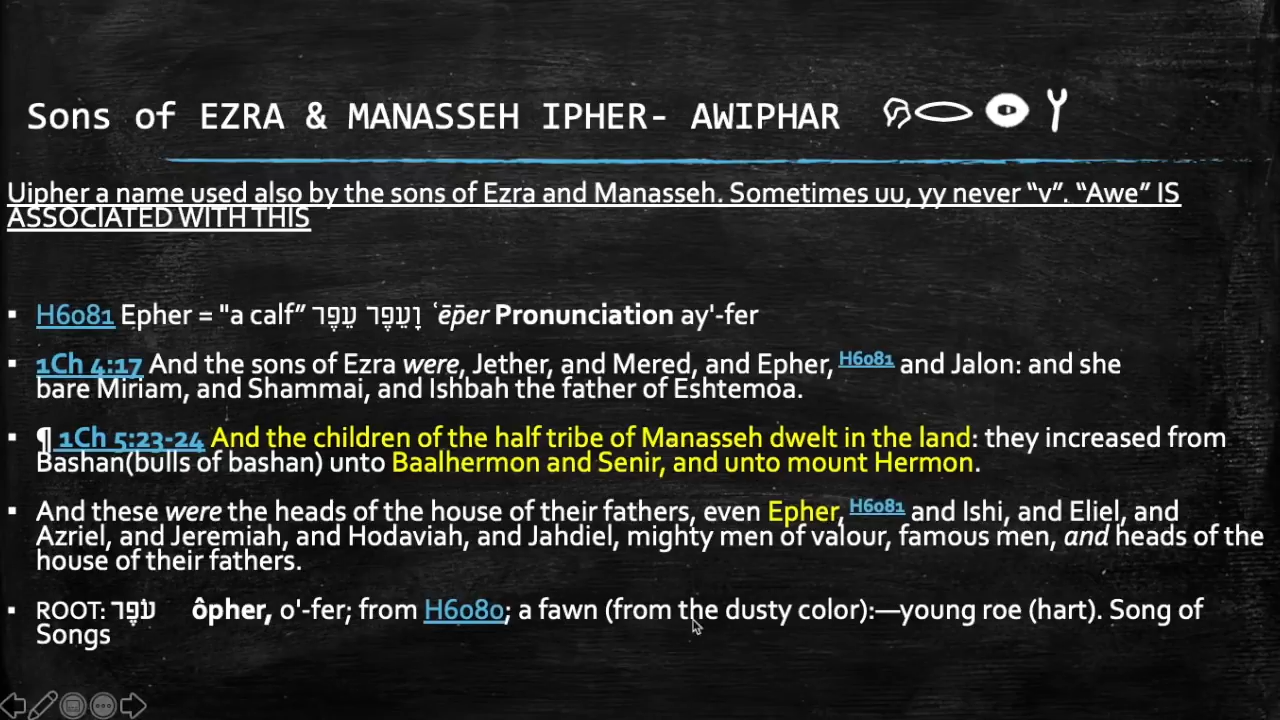 Sons of EZRA & MANASSEH IPHER- AWIPHAR
Uipher a name used also by the sons of Ezra and Manasseh. Sometimes uu, yy never “v”. “Awe” IS
ASSOCIATED WITH THIS
▪ H6081 Epher = "a calf” וָעֵפֶר עֵפֶר ʿēp̄er Pronunciation ay'-fer
▪ 1Ch 4:17 And the sons of Ezra were, Jether, and Mered, and Epher, H6081 and Jalon: and she
bare Miriam, and Shammai, and Ishbah the father of Eshtemoa.
▪ ¶ 1Ch 5:23-24 And the children of the half tribe of Manasseh dwelt in the land: they increased from
Bashan(bulls of bashan) unto Baalhermon and Senir, and unto mount Hermon.
▪ And these were the heads of the house of their fathers, even Epher, H6081 and Ishi, and Eliel, and
Azriel, and Jeremiah, and Hodaviah, and Jahdiel, mighty men of valour, famous men, and heads of the
house of their fathers.
▪ ROOT: עֹפֶר ôpher, o'-fer; from H6080; a fawn (from the dusty color):—young roe (hart). Song of
Songs